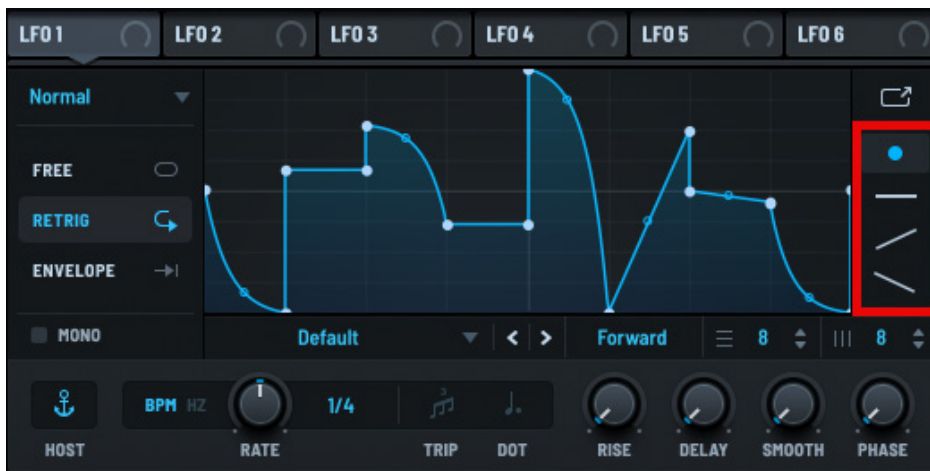 LFO 1 LFO 2 LFO 3 LFO 4 LFO 5 LFO 6
Normal
FREE
RETRIG
ENVELOPE
MONO
Default < > Forward 8 8
BPM HZ 1/4 3
HOST RATE TRIP DOT RISE DELAY SMOOTH PHASE